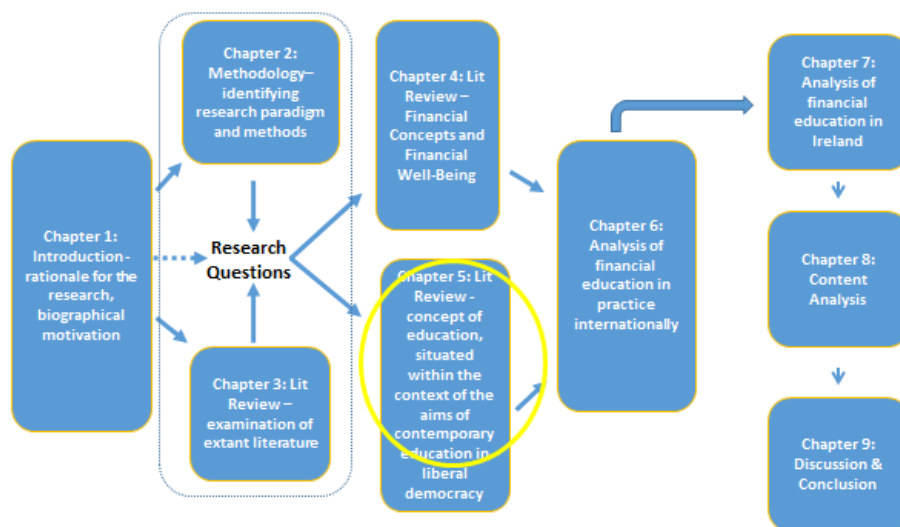 Chapter 1:
Introduction -
rationale for the
research,
biographical
motivation
Chapter 2:
Methodology–
identifying
research paradigm
and methods
Research
Questions
Chapter 3: Lit
Review –
examination of
extant literature
Chapter 4: Lit
Review –
Financial
Concepts and
Financial
Well-Being
Chapter 5: Lit
Review -
concept of
education,
situated
within the
context of the
aims of
contemporary
education in
liberal
democracy
Chapter 6:
Analysis of
financial
education in
practice
internationally
Chapter 7:
Analysis of
financial
education in
Ireland
Chapter 8:
Content
Analysis
Chapter 9:
Discussion &
Conclusion